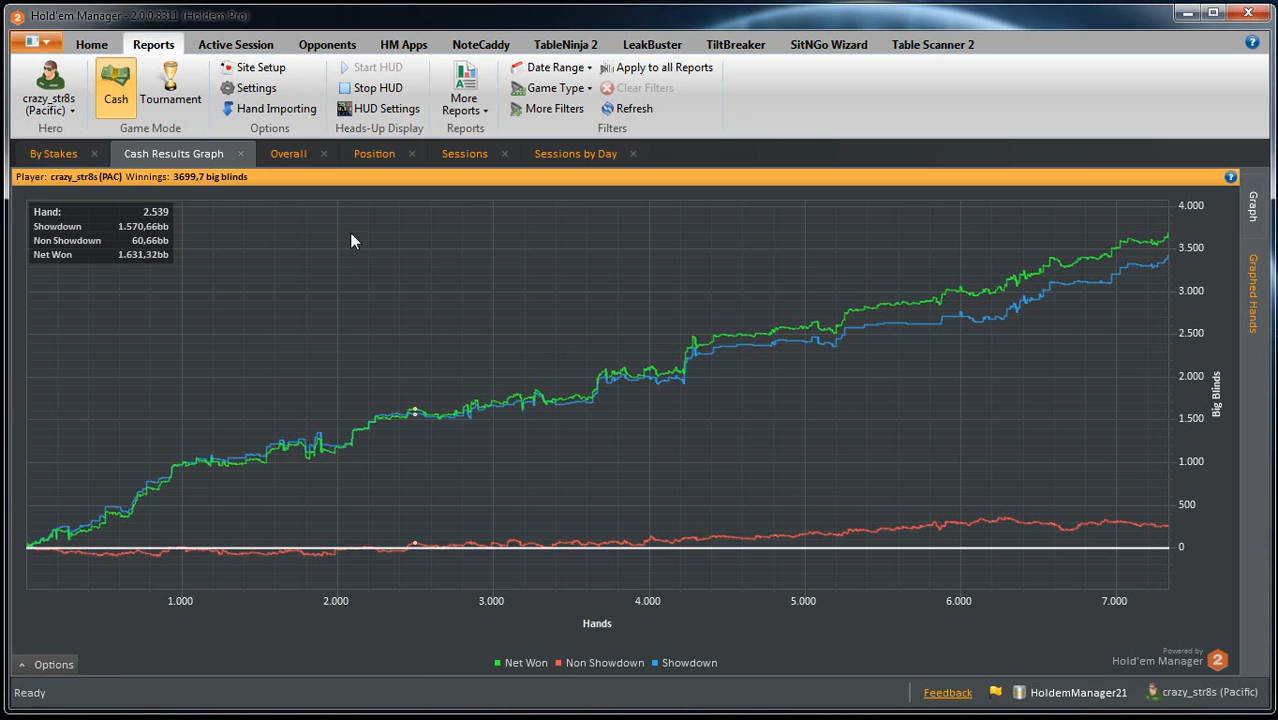 Hold'em Manager - 2.0.0.8311 (Holdem Pro)
Home Reports Active Session Opponents HM Apps NoteCaddy TableNinja 2 LeakBuster TiltBreaker SitNGo Wizard Table Scanner 2
crazy_str8s
(Pacific)
Hero
Cash
Tournament
Game Mode
Site Setup
Settings
Hand Importing
Options
Start HUD
Stop HUD
HUD Settings
Heads-Up Display
More
Reports
Reports
Date Range
Game Type
More Filters
Apply to all Reports
Clear Filters
Refresh
Filters
By Stakes Cash Results Graph Overall Position Sessions Sessions by Day
Player: crazy_str8s (PAC) Winnings: 3699,7 big blinds
Hand: 2.539
Showdown 1.570,66bb
Non Showdown 60,66bb
Net Won 1.631,32bb
4.000
3.500
3.000
2.500
2.000
1.500
1.000
500
0
Big Blinds
Graph
Graphed Hands
1.000 2.000 3.000 4.000 5.000 6.000 7.000
Hands
Net Won Non Showdown Showdown
Options
Powered by
Hold'em Manager 2
Ready
Feedback HoldemManager21 crazy_str8s (Pacific)